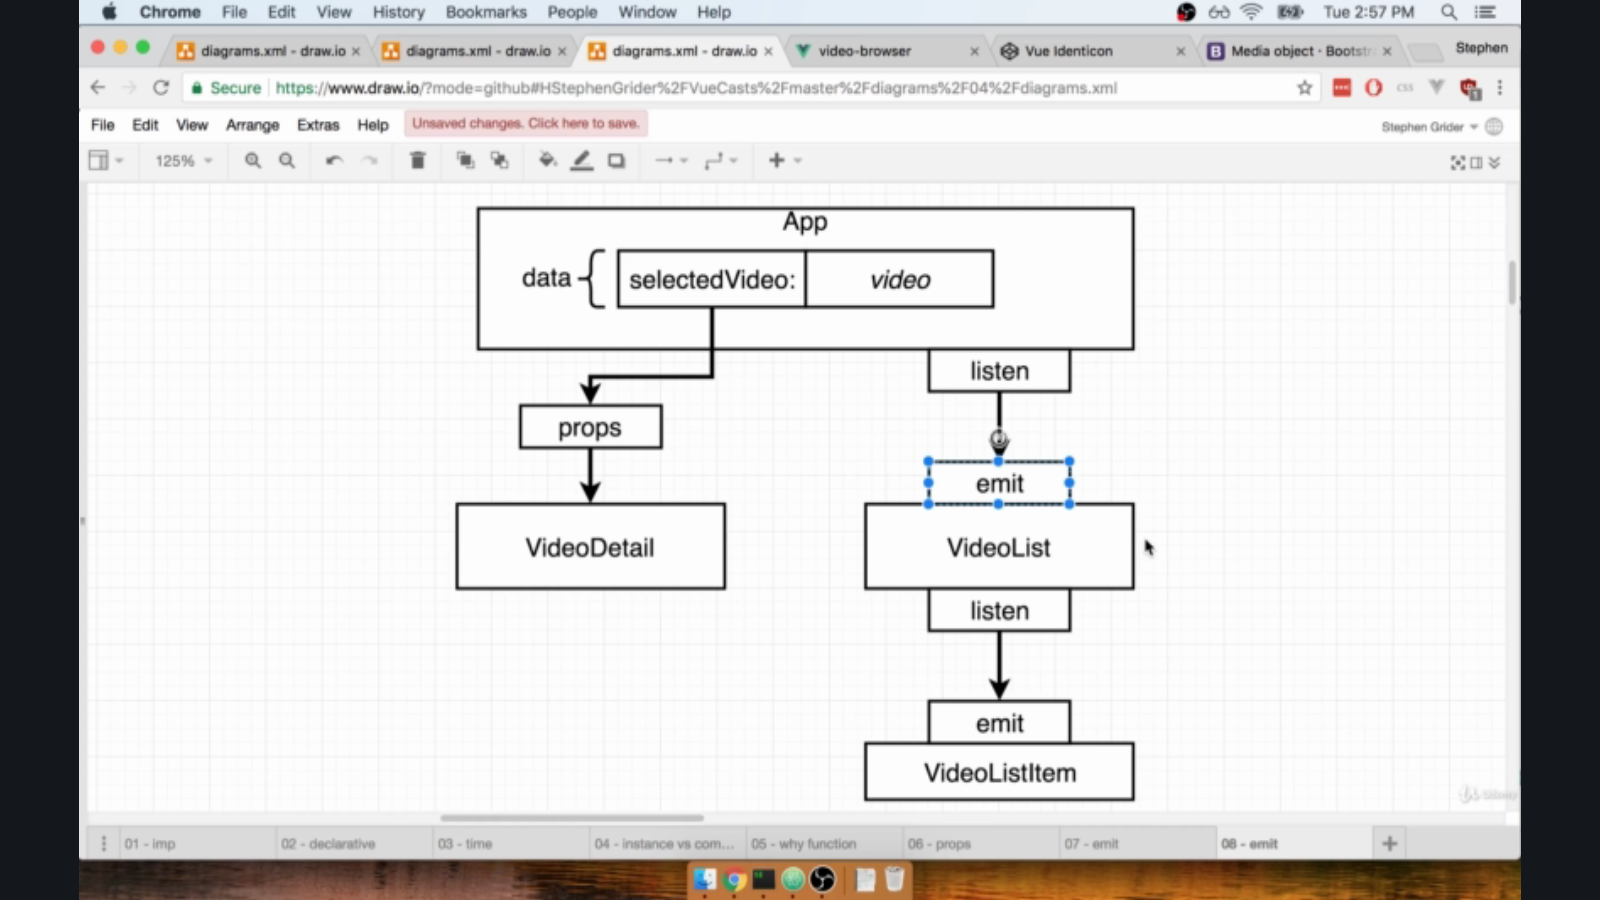 Chrome File Edit View History Bookmarks People Window Help Tue 2:57 PM
diagrams.xml - draw.io diagrams.xml - draw.io diagrams.xml - draw.io video-browser Vue Identicon Media object · Bootstr Stephen
Secure https://www.draw.io/?mode=github#HStephenGrider%2FVueCasts%2Fmaster%2Fdiagrams%2F04%2Fdiagrams.xml
File Edit View Arrange Extras Help Unsaved changes. Click here to save. Stephen Grider
125%
App
data selectedVideo: video
listen
props
emit
VideoDetail VideoList
listen
emit
VideoListItem
Udemy
01 - imp 02 - declarative 03 - time 04 - instance vs com... 05 - why function 06 - props 07 - emit 08 - emit